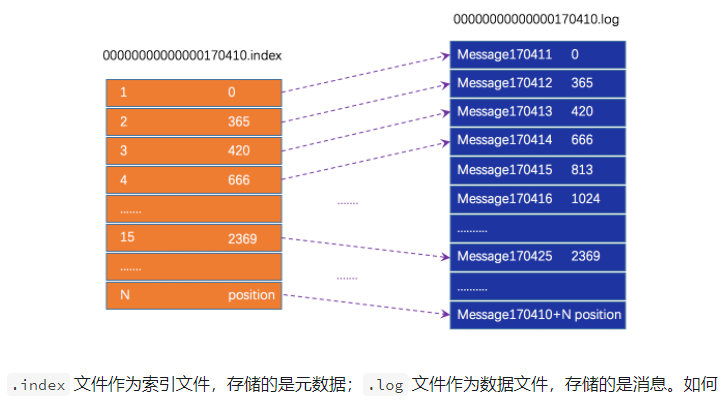 00000000000000170410.log
00000000000000170410.index
1 0
2 365
3 420
4 666
.......
15 2369
.......
N position
.......
.......
Message170411 0
Message170412 365
Message170413 420
Message170414 666
Message170415 813
Message170416 1024
..........
Message170425 2369
..........
Message170410+N position
.index 文件作为索引文件，存储的是元数据；.log 文件作为数据文件，存储的是消息。如何